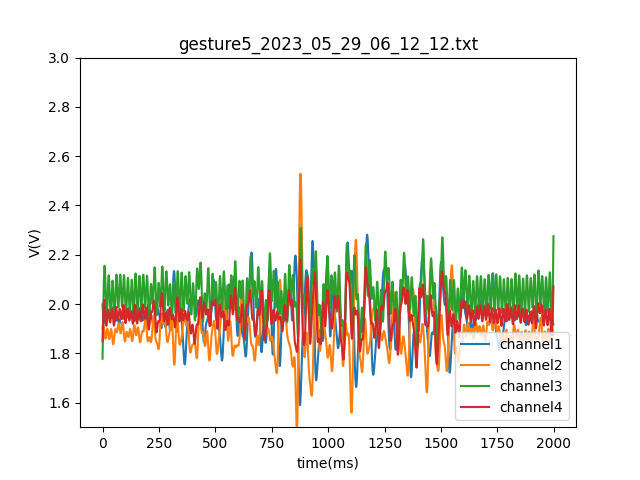 gesture5_2023_05_29_06_12_12.txt
3.0
2.8
2.6
2.4
2.2
2.0
1.8
1.6
V(V)
channel1
channel2
channel3
channel4
0 250 500 750 1000 1250 1500 1750 2000
time(ms)